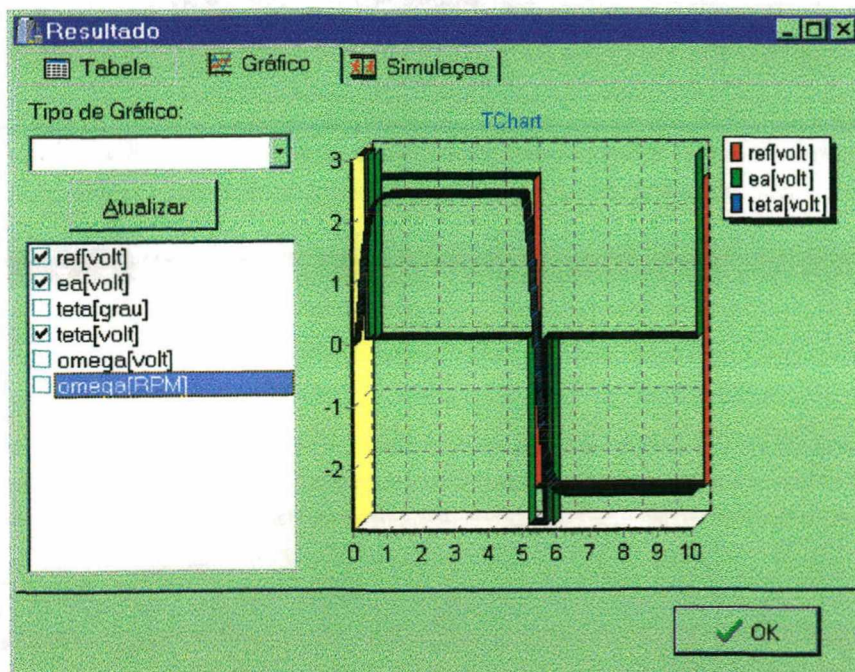 Resultado
Tabela
Gráfico
Simulaçao
Tipo de Gráfico:
Atualizar
ref[volt]
ea[volt]
teta[grau]
teta[volt]
omega[volt]
omega[RPM]
TChart
3
2
1
0
-1
-2
0 1 2 3 4 5 6 7 8 9 10
ref[volt]
ea[volt]
teta[volt]
OK